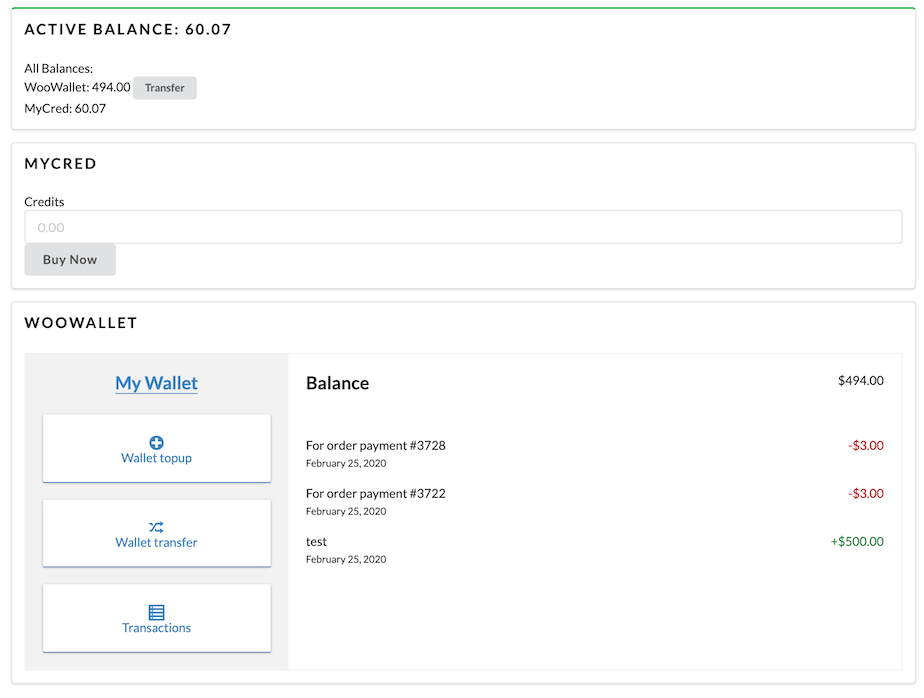 ACTIVE BALANCE: 60.07
All Balances:
WooWallet: 494.00 Transfer
MyCred: 60.07
MYCRED
Credits
0.00
Buy Now
WOOWALLET
My Wallet
Wallet topup
Wallet transfer
Transactions
Balance $494.00
For order payment #3728 -$3.00
February 25, 2020
For order payment #3722 -$3.00
February 25, 2020
test +$500.00
February 25, 2020